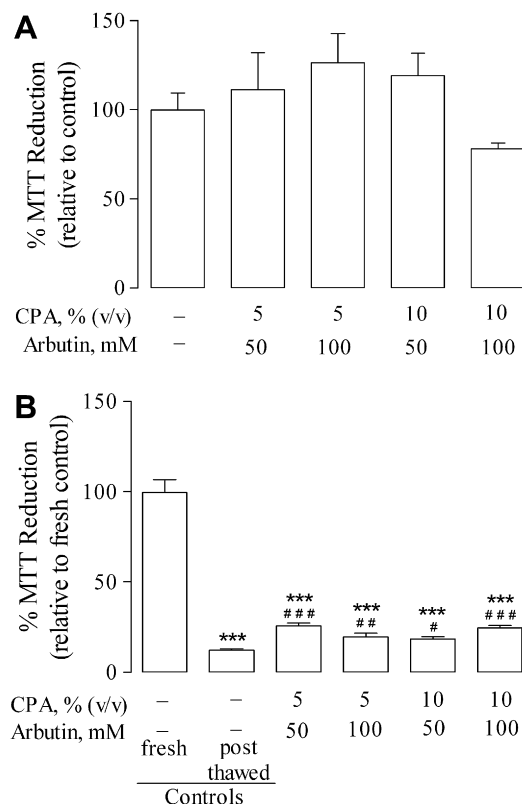 A
% MTT Reduction
(relative to control)
150
100
50
0
CPA, % (v/v) – 5 5 10 10
Arbutin, mM – 50 100 50 100
B
% MTT Reduction
(relative to fresh control)
150
100
50
0
*** *** *** *** ***
### ## # ###
CPA, % (v/v) – – 5 5 10 10
Arbutin, mM – – 50 100 50 100
fresh post
thawed
Controls